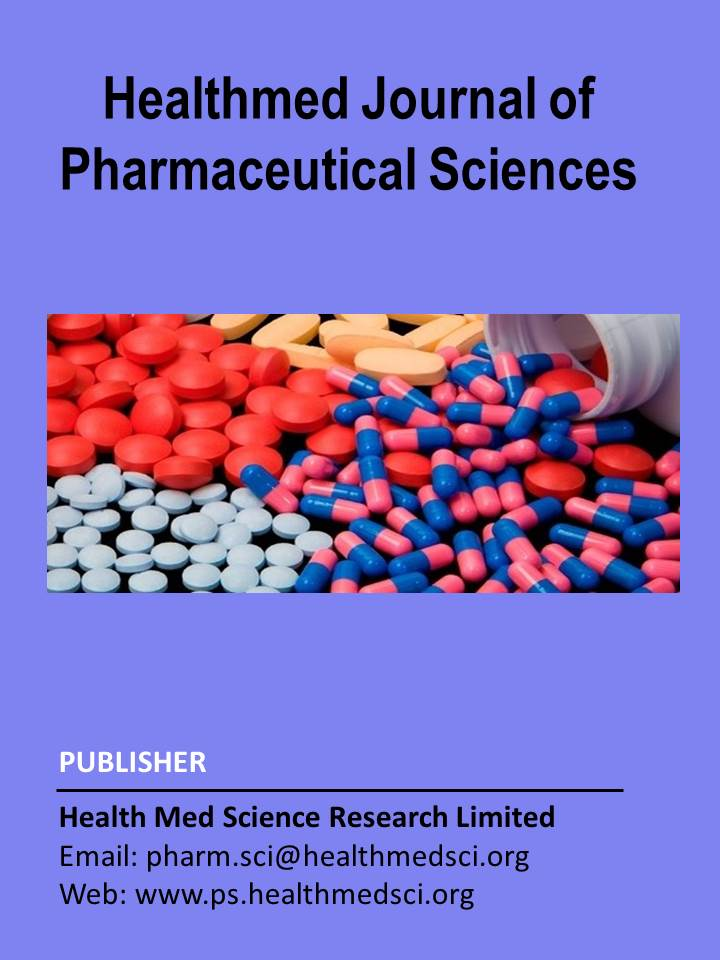 Healthmed Journal of
Pharmaceutical Sciences
PUBLISHER
Health Med Science Research Limited
Email: pharm.sci@healthmedsci.org
Web: www.ps.healthmedsci.org